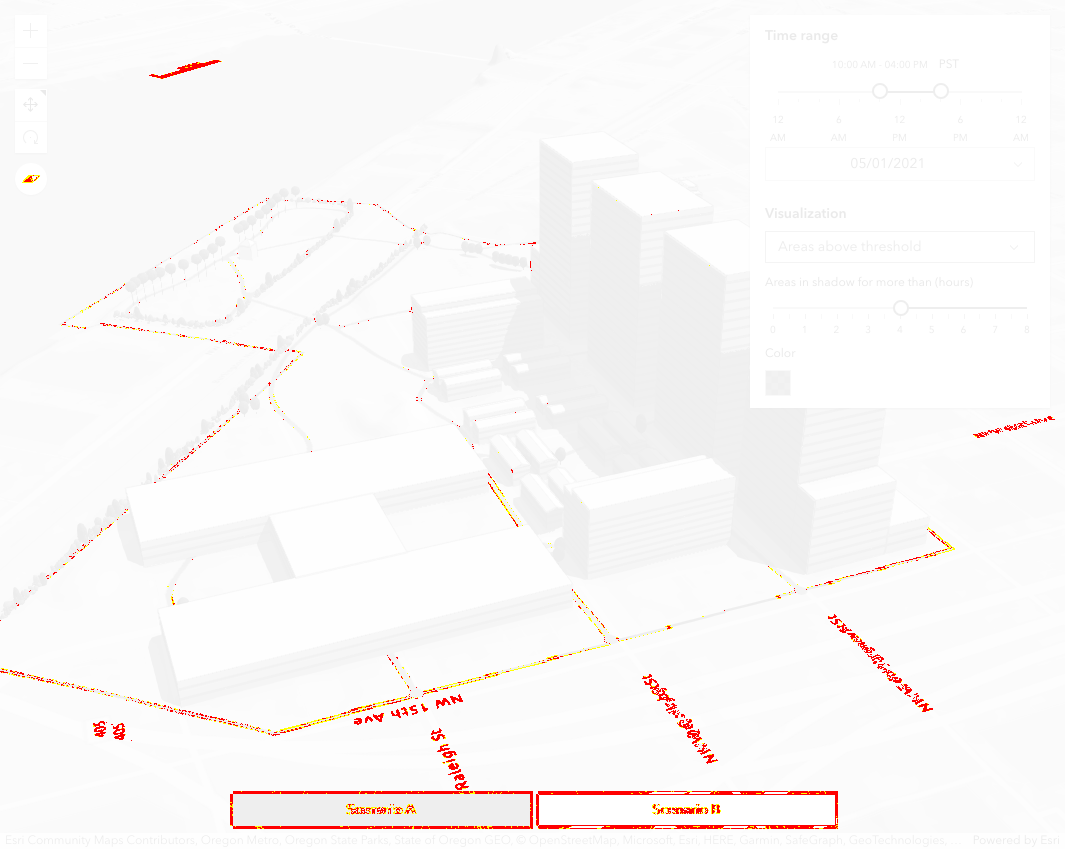 Time range
10:00 AM - 04:00 PM PST
12 6 12 6 12
AM AM PM PM AM
05/01/2021
Visualization
Areas above threshold
Areas in shadow for more than (hours)
0 1 2 3 4 5 6 7 8
Color
NW 15th Ave
405 405
Raleigh St
Scenario A Scenario B
Esri Community Maps Contributors, Oregon Metro, Oregon State Parks, State of Oregon GEO, © OpenStreetMap, Microsoft, Esri, HERE, Garmin, SafeGraph, GeoTechnologies, ... Powered by Esri